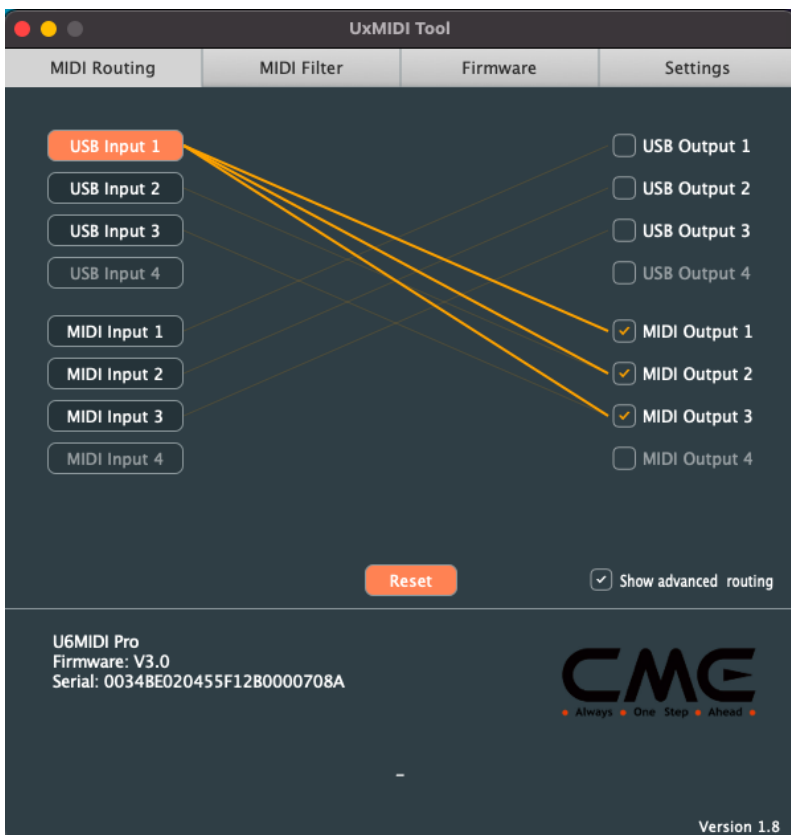 UxMIDI Tool
MIDI Routing MIDI Filter Firmware Settings
USB Input 1 USB Output 1
USB Input 2 USB Output 2
USB Input 3 USB Output 3
USB Input 4 USB Output 4
MIDI Input 1 MIDI Output 1
MIDI Input 2 MIDI Output 2
MIDI Input 3 MIDI Output 3
MIDI Input 4 MIDI Output 4
Reset Show advanced routing
U6MIDI Pro
Firmware: V3.0
Serial: 0034BE020455F12B0000708A
CME
• Always • One Step • Ahead •
–
Version 1.8